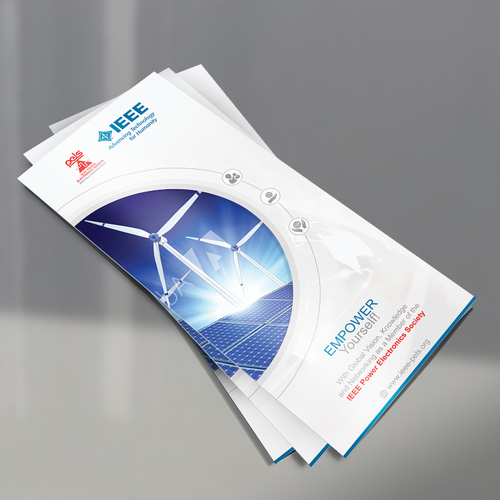 IEEE
Advancing Technology
for Humanity
pels
EMPOWER
Yourself!
With Global Vision, Knowledge
and Networking as a Member of the
IEEE Power Electronics Society
www.ieee-pels.org